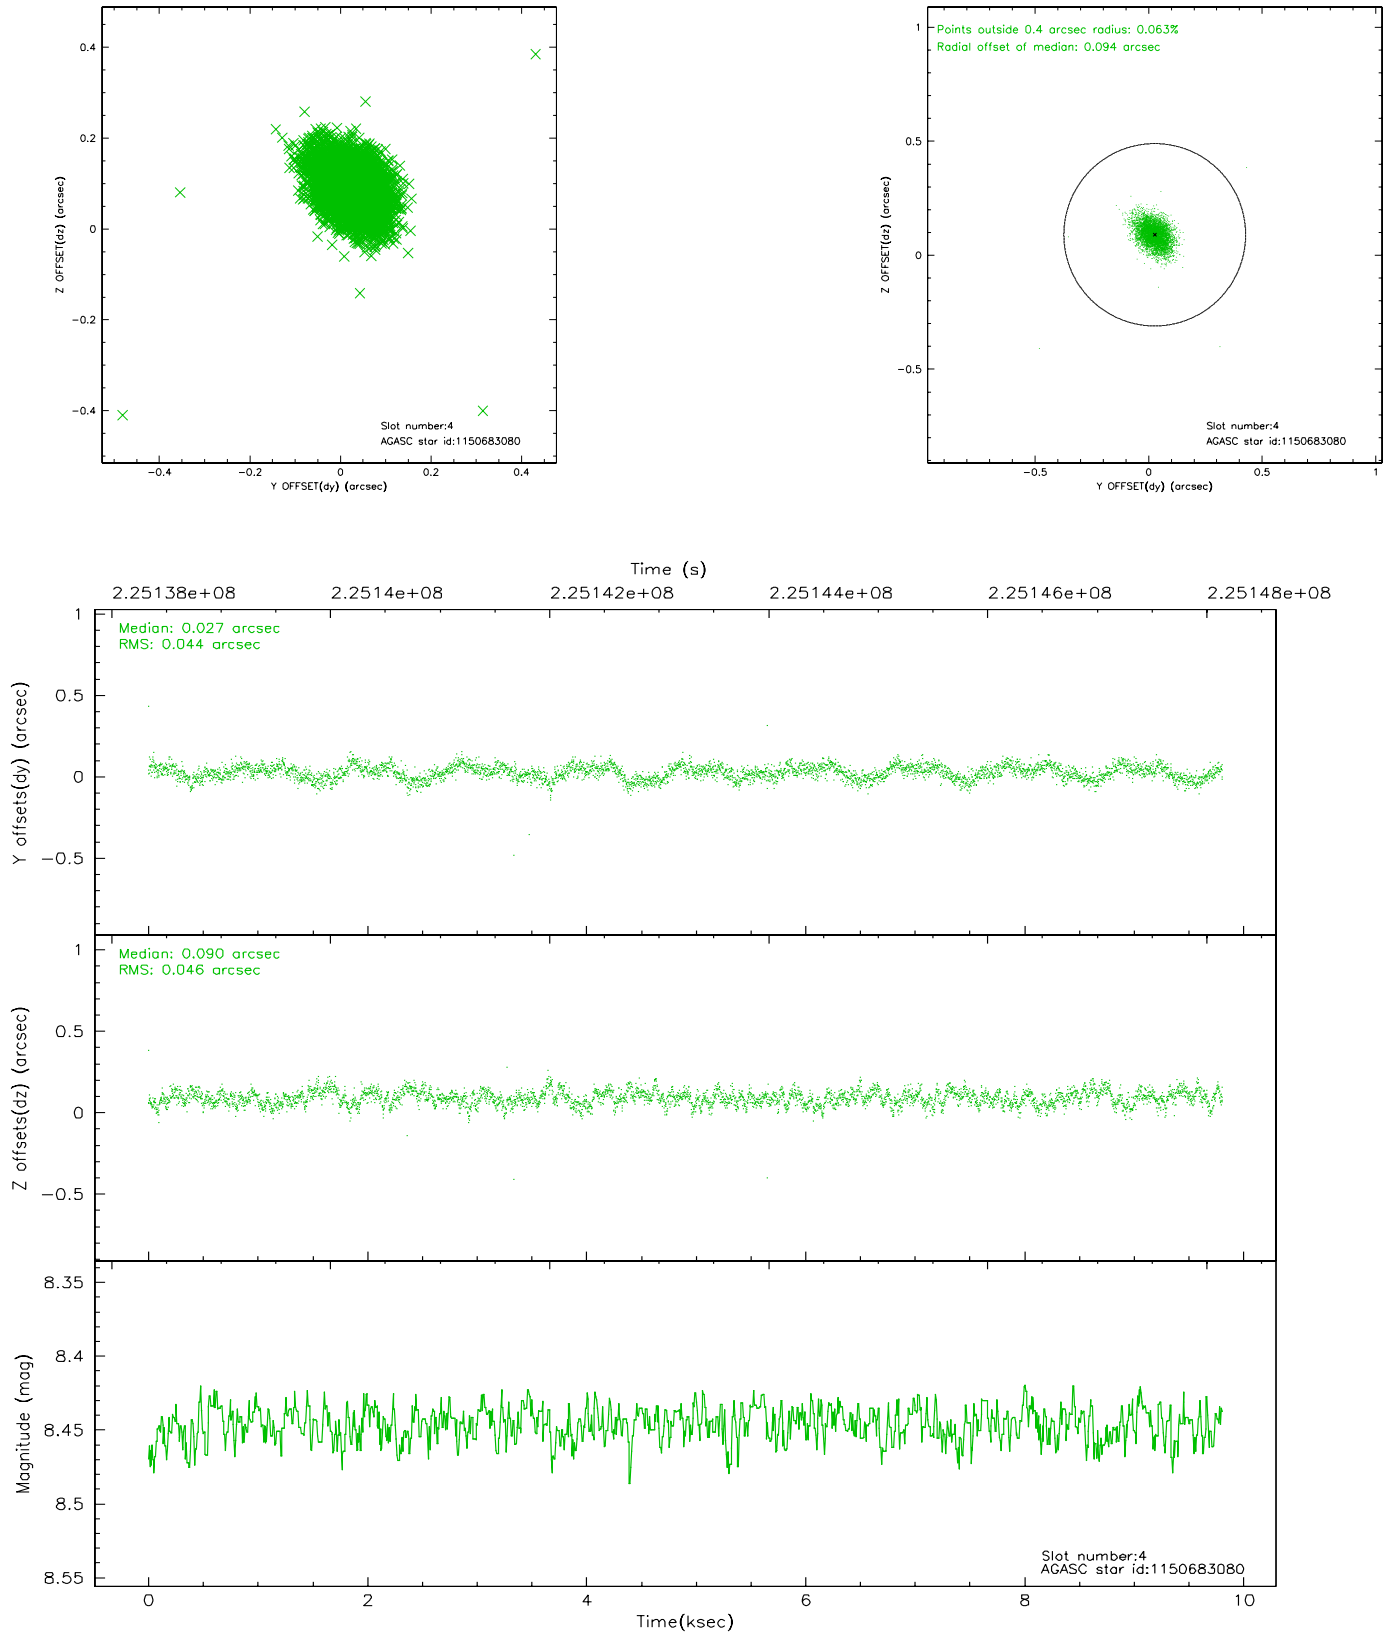 0.4
0.2
0
−0.2
−0.4
Z OFFSET(dz) (arcsec)
Slot number:4
AGASC star id:1150683080
−0.4 −0.2 0 0.2 0.4
Y OFFSET(dy) (arcsec)
Points outside 0.4 arcsec radius: 0.063%
Radial offset of median: 0.094 arcsec
1
0.5
0
−0.5
Z OFFSET(dz) (arcsec)
Slot number:4
AGASC star id:1150683080
−0.5 0 0.5 1
Y OFFSET(dy) (arcsec)
Time (s)
2.25138e+08 2.2514e+08 2.25142e+08 2.25144e+08 2.25146e+08 2.25148e+08
Median: 0.027 arcsec
RMS: 0.044 arcsec
1
0.5
0
−0.5
Y offsets(dy) (arcsec)
Median: 0.090 arcsec
RMS: 0.046 arcsec
1
0.5
0
−0.5
Z offsets(dz) (arcsec)
8.35
8.4
8.45
8.5
8.55
Magnitude (mag)
Slot number:4
AGASC star id:1150683080
0 2 4 6 8 10
Time(ksec)